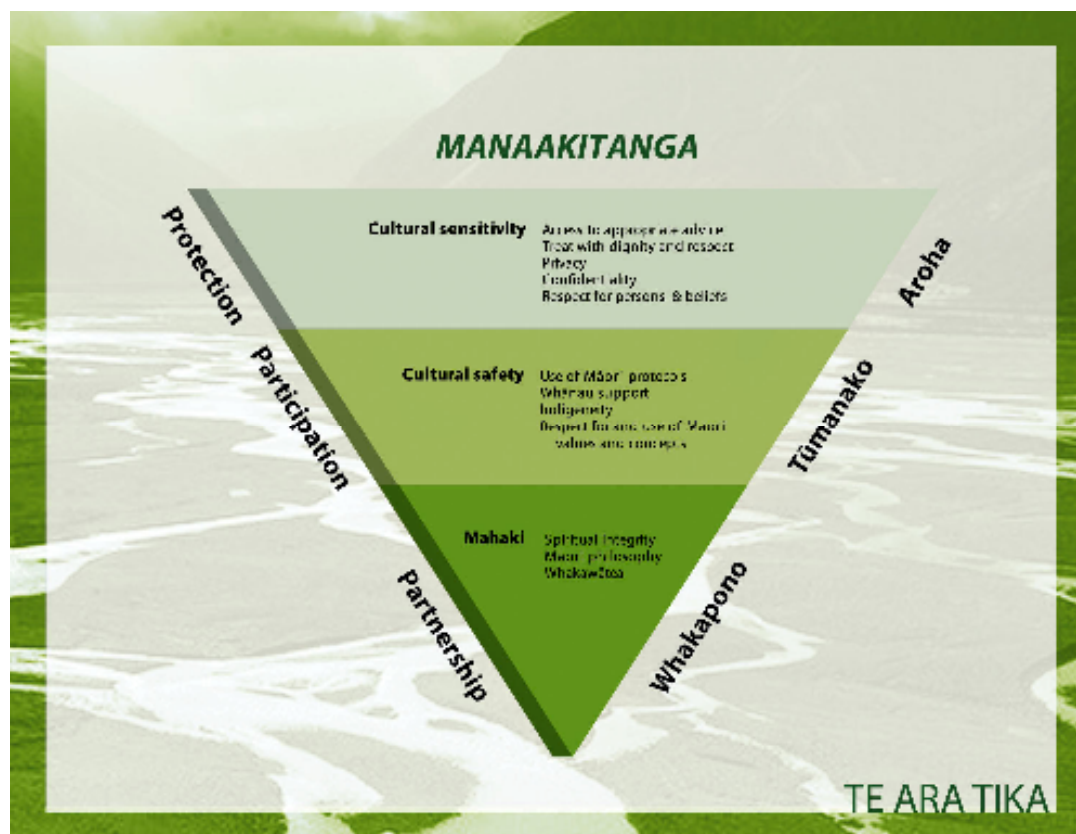 MANAAKITANGA
Protection
Participation
Partnership
Cultural sensitivity
Access to appropriate advice
Treat with dignity and respect
Privacy
Confidentiality
Respect for persons & beliefs
Cultural safety
Use of Māori protocols
Whānau support
Indigeneity
Respect for and use of Māori
values and concepts
Mahaki
Spiritual integrity
Māori philosophy
Whakawātea
Aroha
Tūmanako
Whakapono
TE ARA TIKA